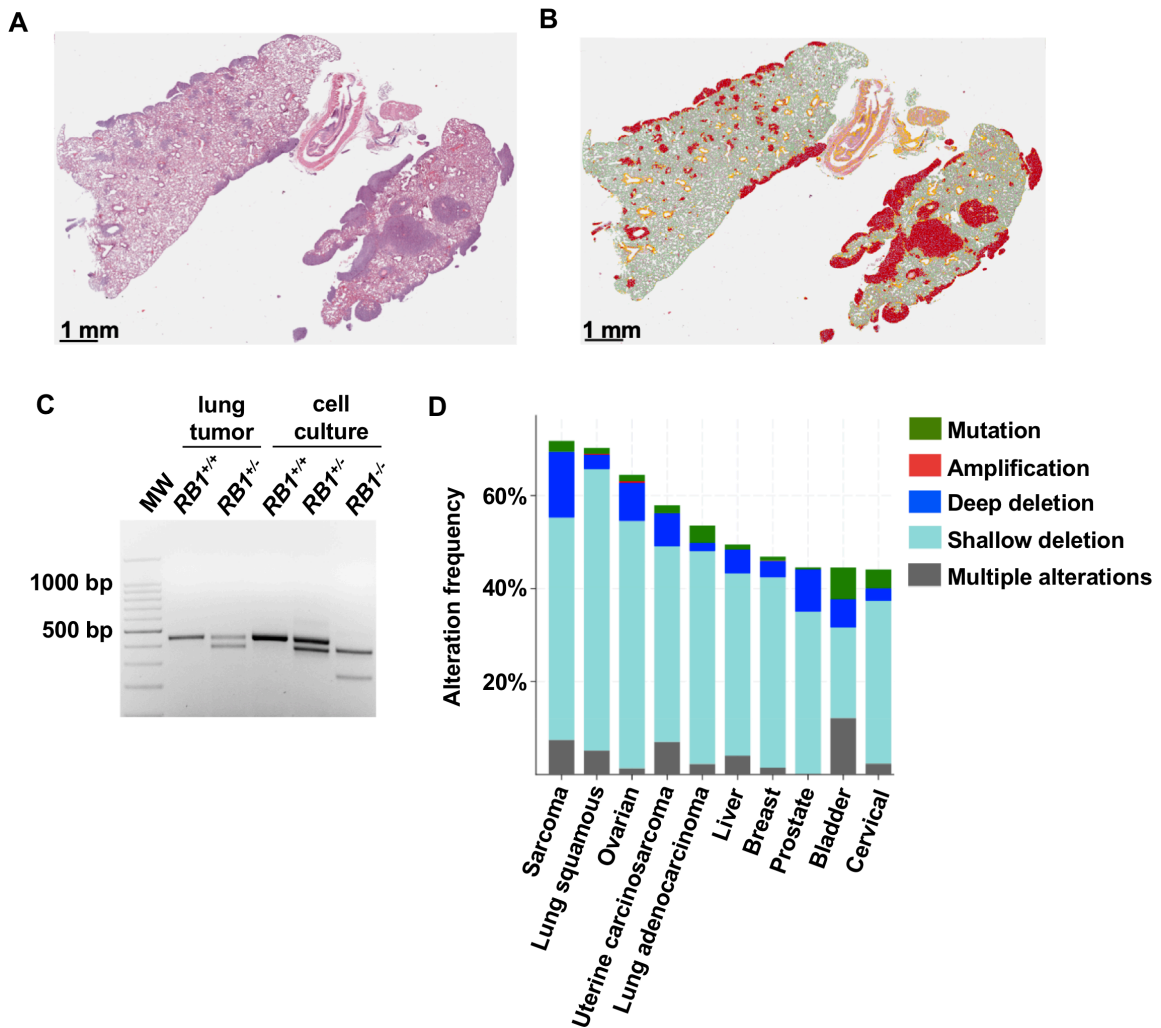 A
B
1 mm
1 mm
C
lung
tumor
cell
culture
MW
RB1+/+
RB1+/-
RB1+/+
RB1+/-
RB1-/-
1000 bp
500 bp
D
Alteration frequency
60%
40%
20%
Mutation
Amplification
Deep deletion
Shallow deletion
Multiple alterations
Sarcoma
Lung squamous
Ovarian
Uterine carcinosarcoma
Lung adenocarcinoma
Liver
Breast
Prostate
Bladder
Cervical